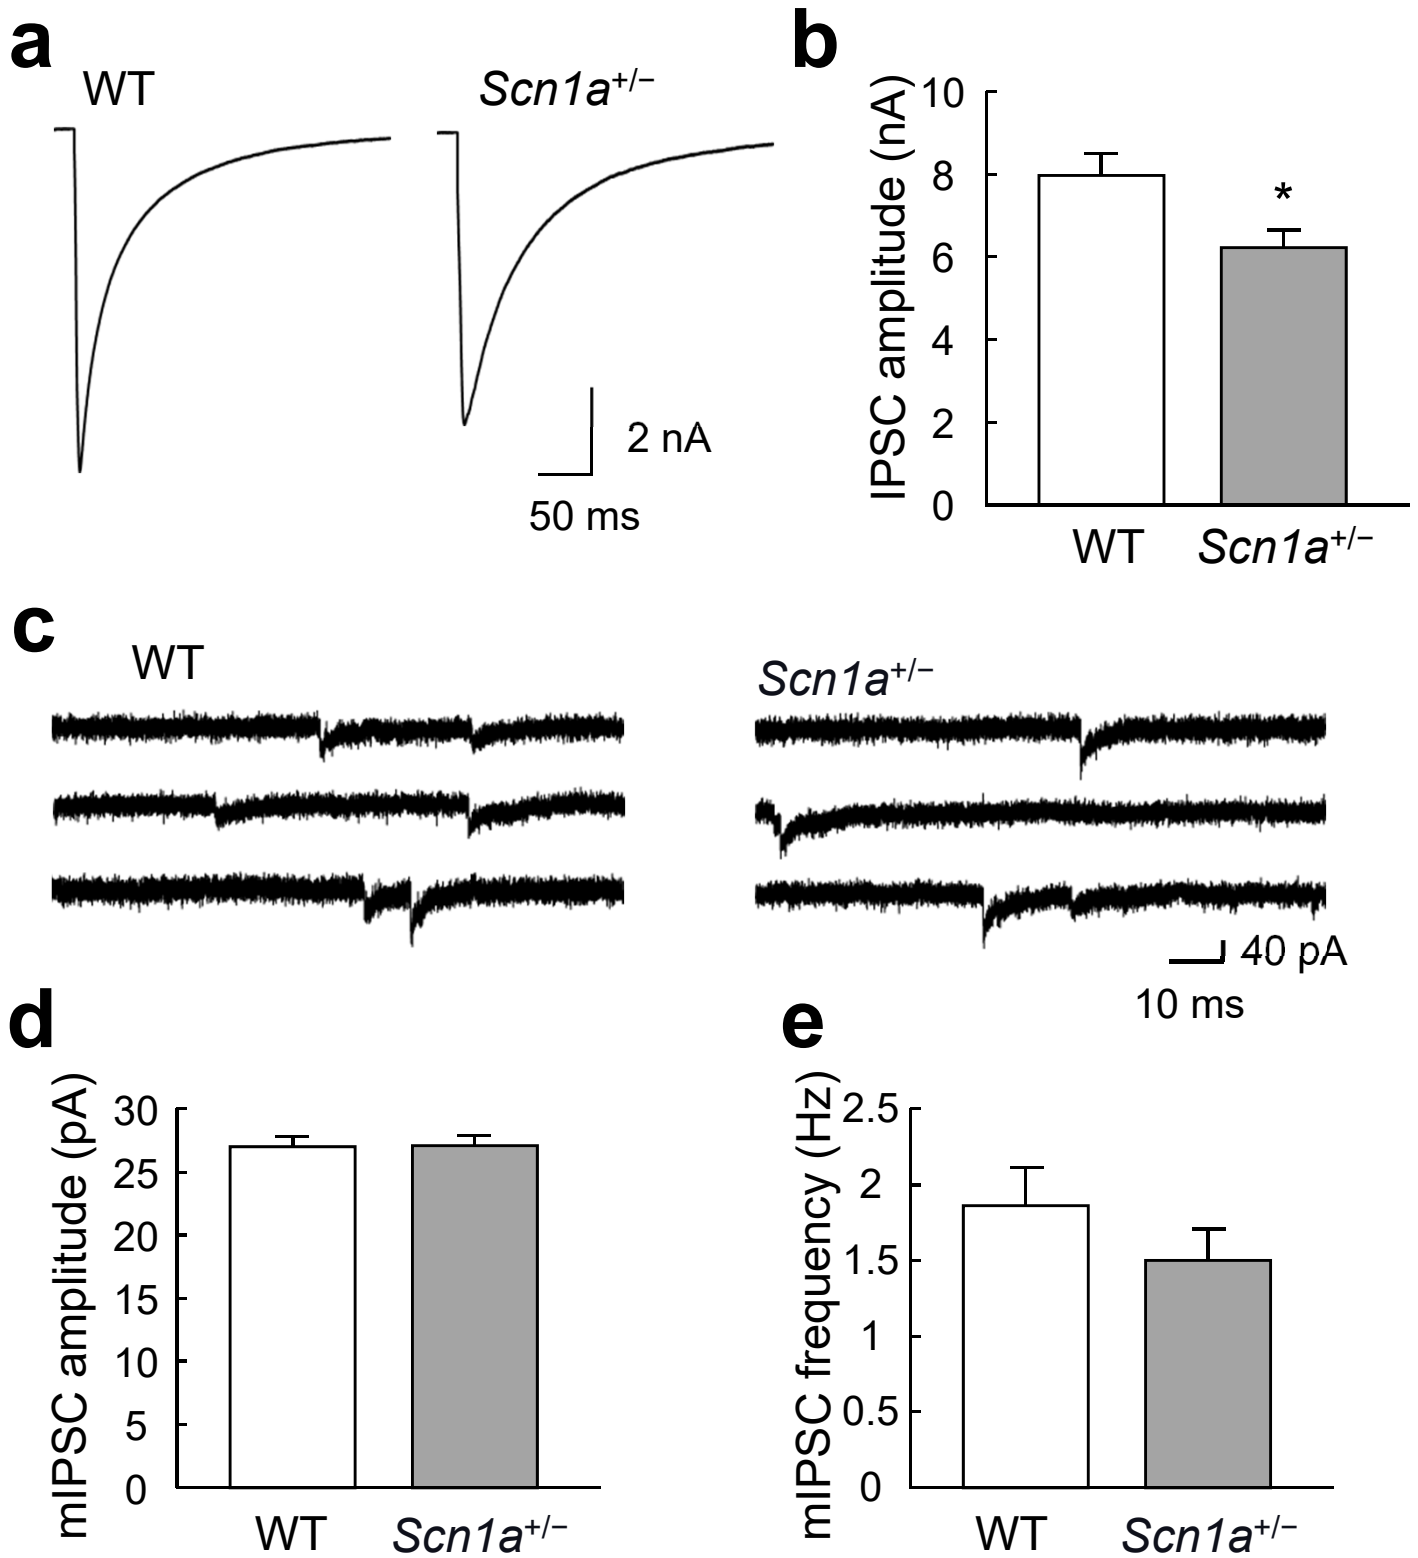 a
WT
Scn1a+/−
2 nA
50 ms
b
IPSC amplitude (nA)
10
8
6
4
2
0
*
WT
Scn1a+/−
c
WT
Scn1a+/−
40 pA
10 ms
d
mIPSC amplitude (pA)
30
25
20
15
10
5
0
WT
Scn1a+/−
e
mIPSC frequency (Hz)
2.5
2
1.5
1
0.5
0
WT
Scn1a+/−